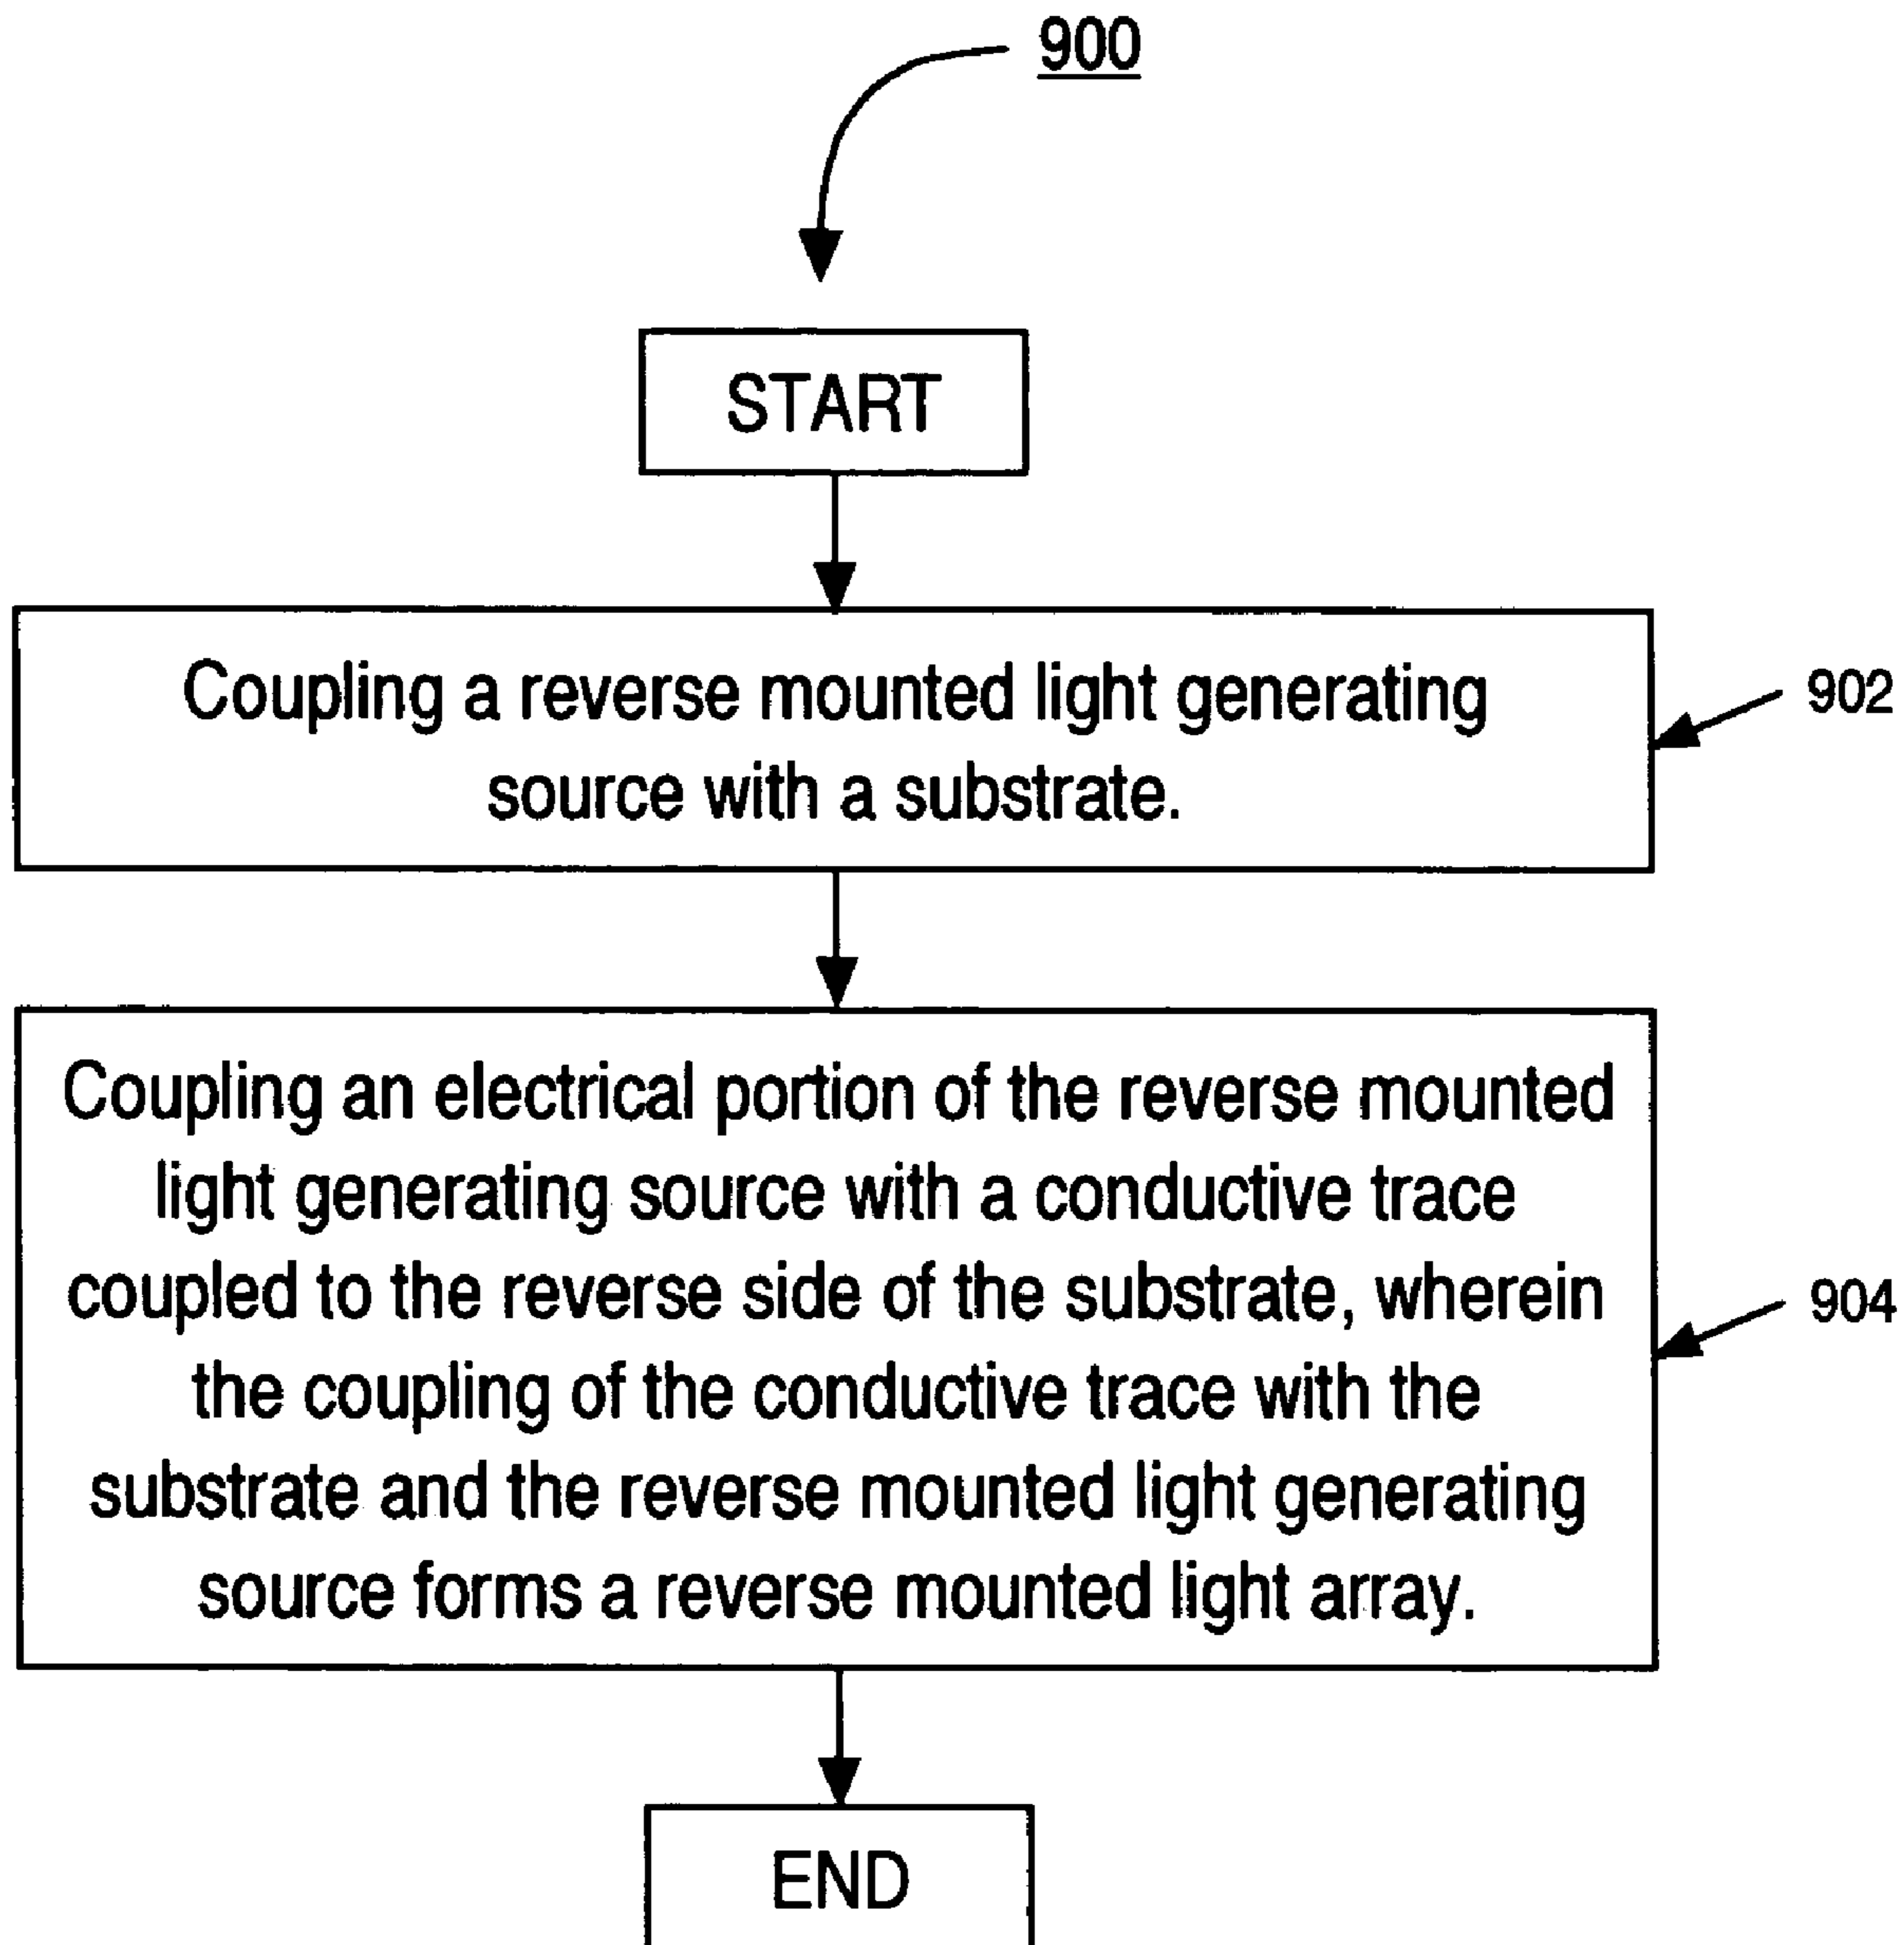 900
START
Coupling a reverse mounted light generating
source with a substrate.
902
Coupling an electrical portion of the reverse mounted
light generating source with a conductive trace
coupled to the reverse side of the substrate, wherein
the coupling of the conductive trace with the
substrate and the reverse mounted light generating
source forms a reverse mounted light array.
904
END